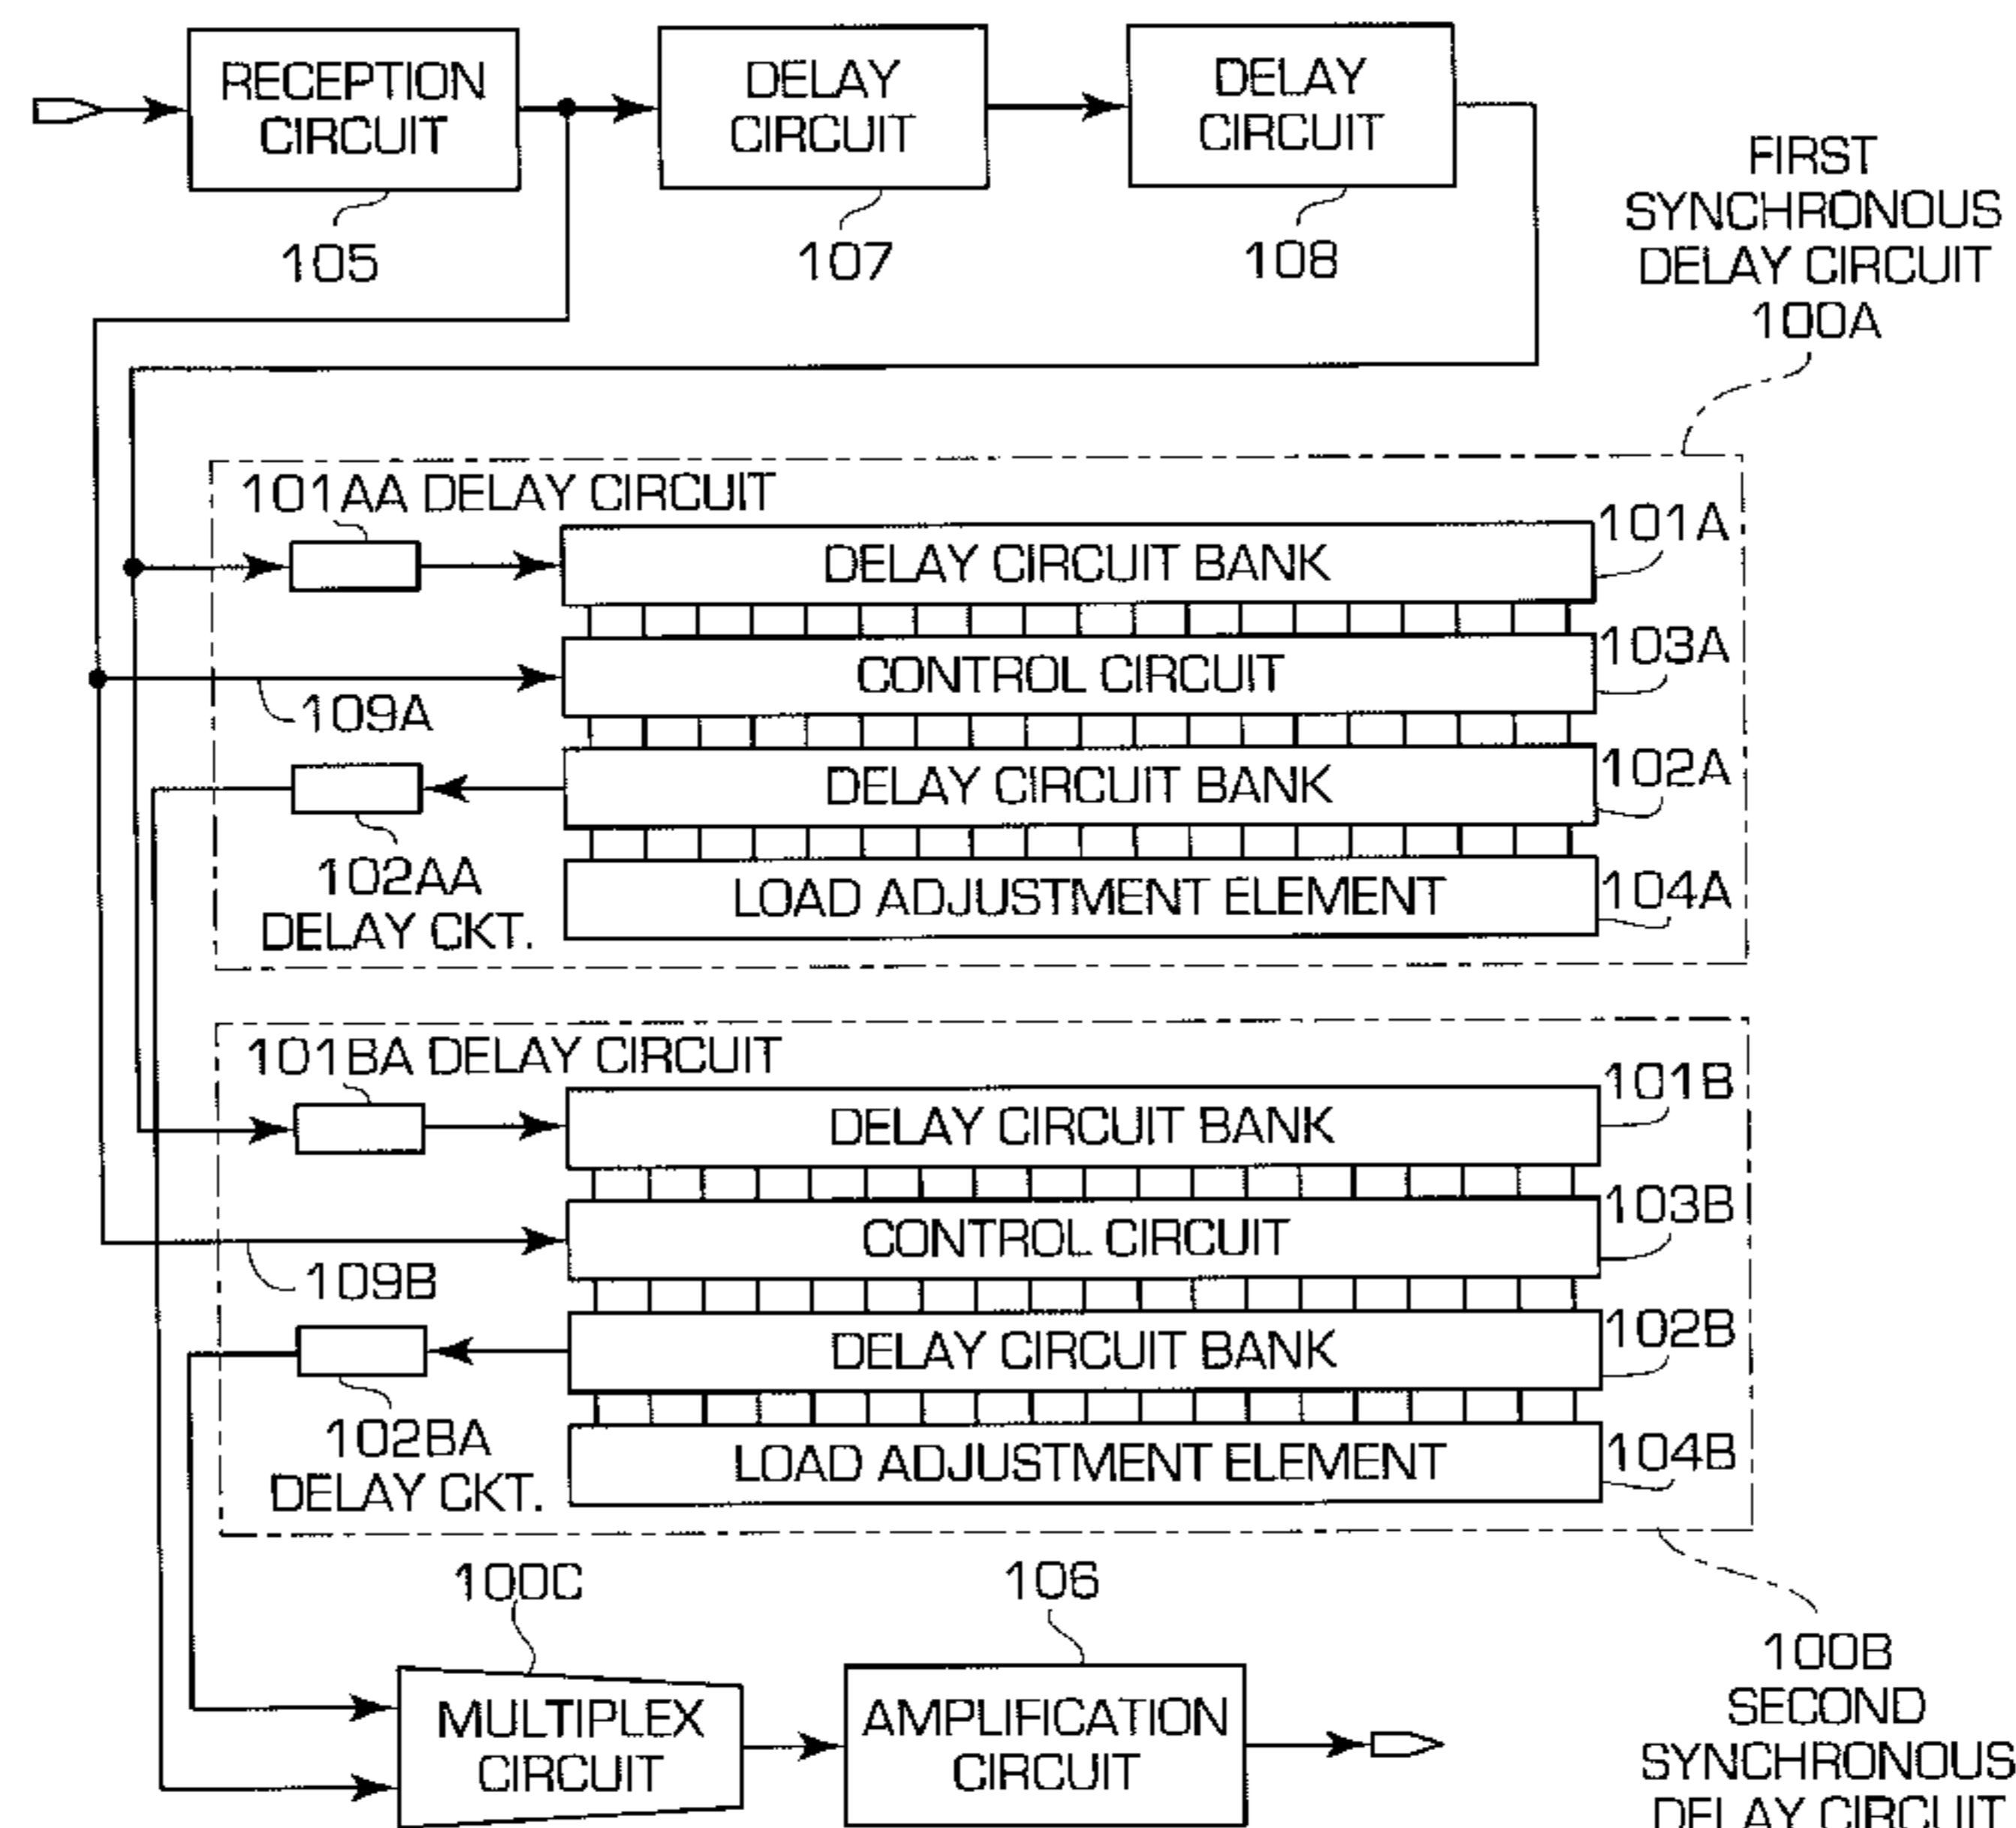 RECEPTION
CIRCUIT
105
DELAY
CIRCUIT
107
DELAY
CIRCUIT
108
FIRST
SYNCHRONOUS
DELAY CIRCUIT
100A
101AA DELAY CIRCUIT
DELAY CIRCUIT BANK
101A
CONTROL CIRCUIT
103A
109A
DELAY CIRCUIT BANK
102A
102AA
DELAY CKT.
LOAD ADJUSTMENT ELEMENT
104A
101BA DELAY CIRCUIT
DELAY CIRCUIT BANK
101B
CONTROL CIRCUIT
103B
109B
DELAY CIRCUIT BANK
102B
102BA
DELAY CKT.
LOAD ADJUSTMENT ELEMENT
104B
100C
MULTIPLEX
CIRCUIT
106
AMPLIFICATION
CIRCUIT
100B
SECOND
SYNCHRONOUS
DELAY CIRCUIT